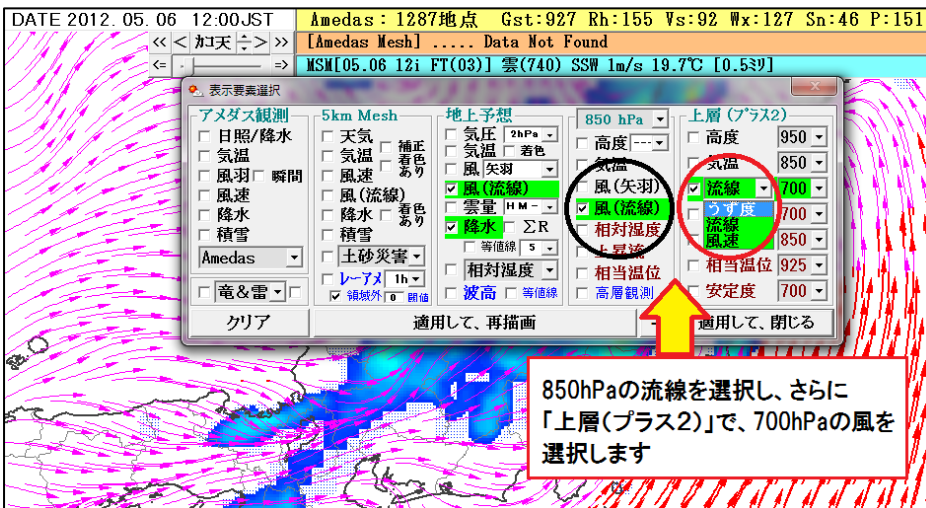 DATE 2012. 05. 06 12:00JST
Amedas：1287地点 Gst:927 Rh:155 Vs:92 Wx:127 Sn:46 P:151
<< < ｶｺ天 ÷ > >>
[Amedas Mesh] ..... Data Not Found
<= =>
MSM[05.06 12i FT(03)] 雲(740) SSW 1m/s 19.7℃ [0.5ﾐﾘ]
表示要素選択
アメダス観測
日照/降水
気温
風羽 瞬間
風速
降水
積雪
Amedas
竜&雷
5km Mesh
天気
気温 補正
風速 着色あり
風(流線)
降水 着色あり
積雪
土砂災害
ﾚｰｱﾒ 1h
領域外 0 閾値
地上予想
気圧 2hPa
気温 着色
風 矢羽
風(流線)
雲量 HM-
降水 ΣR
等値線 5
相対湿度
波高 等値線
850 hPa
高度 ---
気温
風(矢羽)
風(流線)
相対湿度
上昇流
相当温位
高層観測
上層(プラス2)
高度 950
気温 850
流線 700
うず度 700
流線
風速 850
相当温位 925
安定度 700
クリア
適用して、再描画
適用して、閉じる
850hPaの流線を選択し、さらに
「上層(プラス2)」で、700hPaの風を
選択します